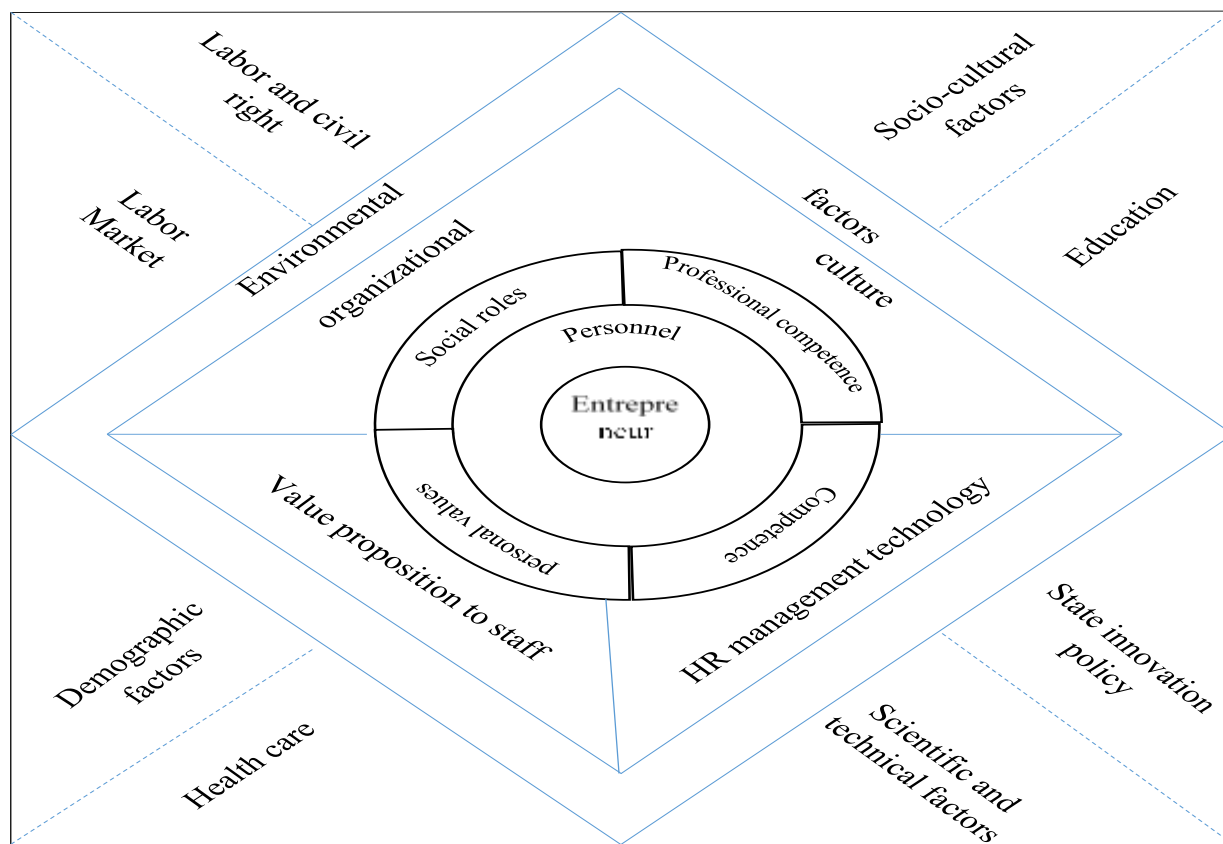 Labor and civil
right
Socio-cultural
factors
Labor
Market
Education
Environmental
factors
organizational
culture
Social roles
Professional competence
Personnel
Entrepre
neur
personal values
Competence
Value proposition to staff
HR management technology
Demographic
factors
State innovation
policy
Health care
Scientific and
technical factors